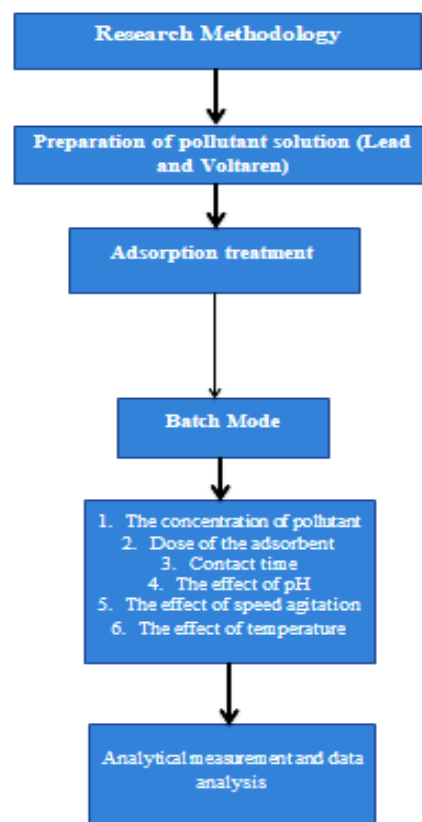 Research Methodology
Preparation of pollutant solution (Lead
and Voltaren)
Adsorption treatment
Batch Mode
1. The concentration of pollutant
2. Dose of the adsorbent
3. Contact time
4. The effect of pH
5. The effect of speed agitation
6. The effect of temperature
Analytical measurement and data
analysis